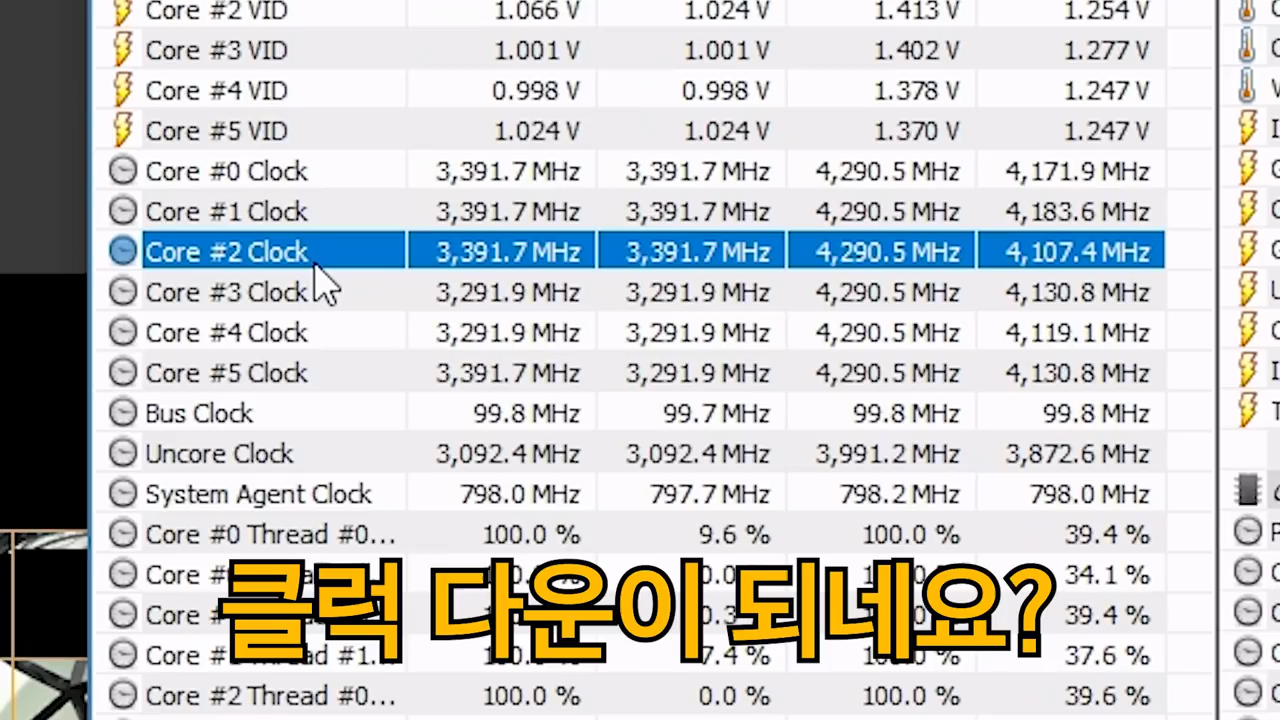 Core #2 VID 1.066 V 1.024 V 1.413 V 1.254 V
Core #3 VID 1.001 V 1.001 V 1.402 V 1.277 V
Core #4 VID 0.998 V 0.998 V 1.378 V 1.247 V
Core #5 VID 1.024 V 1.024 V 1.370 V 1.247 V
Core #0 Clock 3,391.7 MHz 3,391.7 MHz 4,290.5 MHz 4,171.9 MHz
Core #1 Clock 3,391.7 MHz 3,391.7 MHz 4,290.5 MHz 4,183.6 MHz
Core #2 Clock 3,391.7 MHz 3,391.7 MHz 4,290.5 MHz 4,107.4 MHz
Core #3 Clock 3,291.9 MHz 3,291.9 MHz 4,290.5 MHz 4,130.8 MHz
Core #4 Clock 3,291.9 MHz 3,291.9 MHz 4,290.5 MHz 4,119.1 MHz
Core #5 Clock 3,391.7 MHz 3,291.9 MHz 4,290.5 MHz 4,130.8 MHz
Bus Clock 99.8 MHz 99.7 MHz 99.8 MHz 99.8 MHz
Uncore Clock 3,092.4 MHz 3,092.4 MHz 3,991.2 MHz 3,872.6 MHz
System Agent Clock 798.0 MHz 797.7 MHz 798.2 MHz 798.0 MHz
Core #0 Thread #0... 100.0 % 9.6 % 100.0 % 39.4 %
Core 34.1 %
Core 39.4 %
Core #1. 7.4 % 37.6 %
클럭 다운이 되네요?
Core #2 Thread #0... 100.0 % 0.0 % 100.0 % 39.6 %